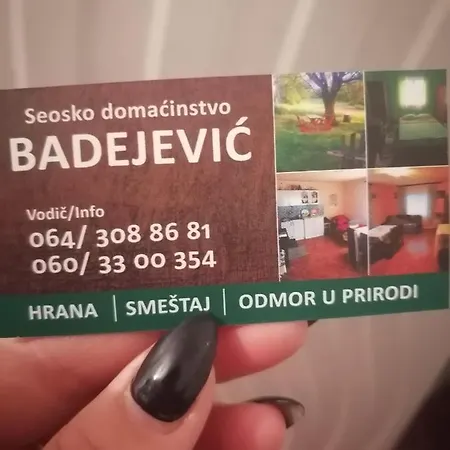 Seosko domaćinstvo
BADEJEVIĆ
Vodič/Info
064/ 308 86 81
060/ 33 00 354
HRANA | SMEŠTAJ | ODMOR U PRIRODI